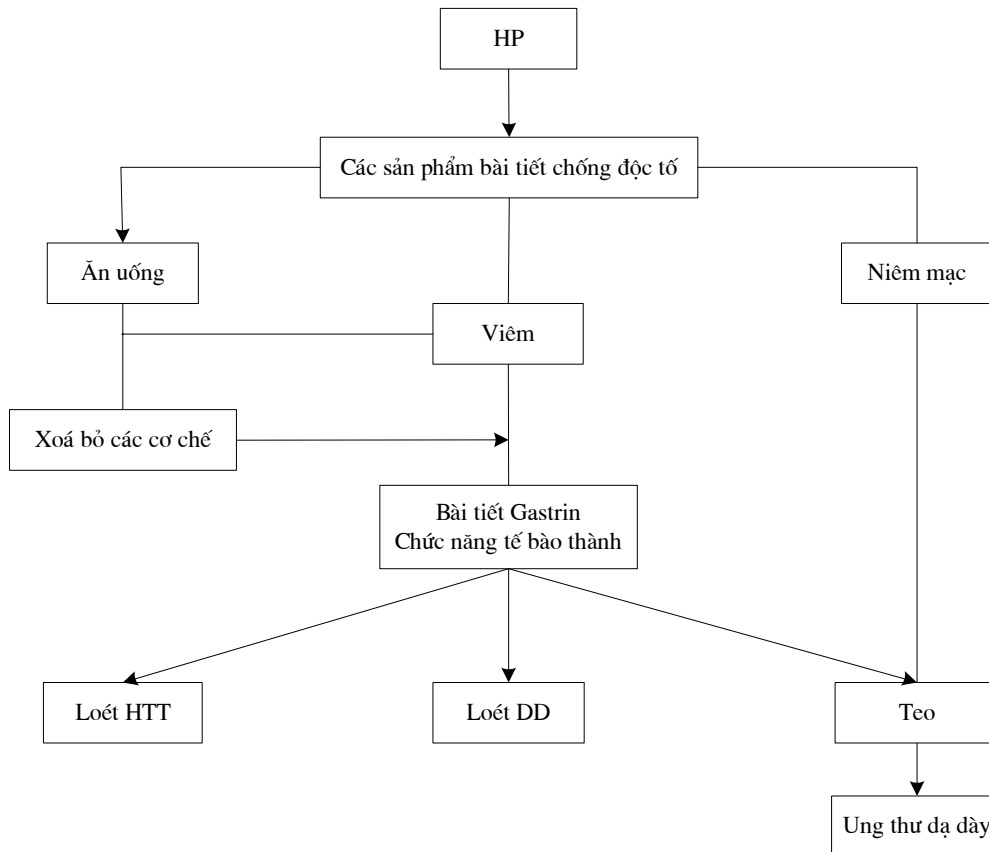 HP
Các sản phẩm bài tiết chống độc tố
Ăn uống
Niêm mạc
Viêm
Xoá bỏ các cơ chế
Bài tiết Gastrin
Chức năng tế bào thành
Loét HTT
Loét DD
Teo
Ung thư dạ dày